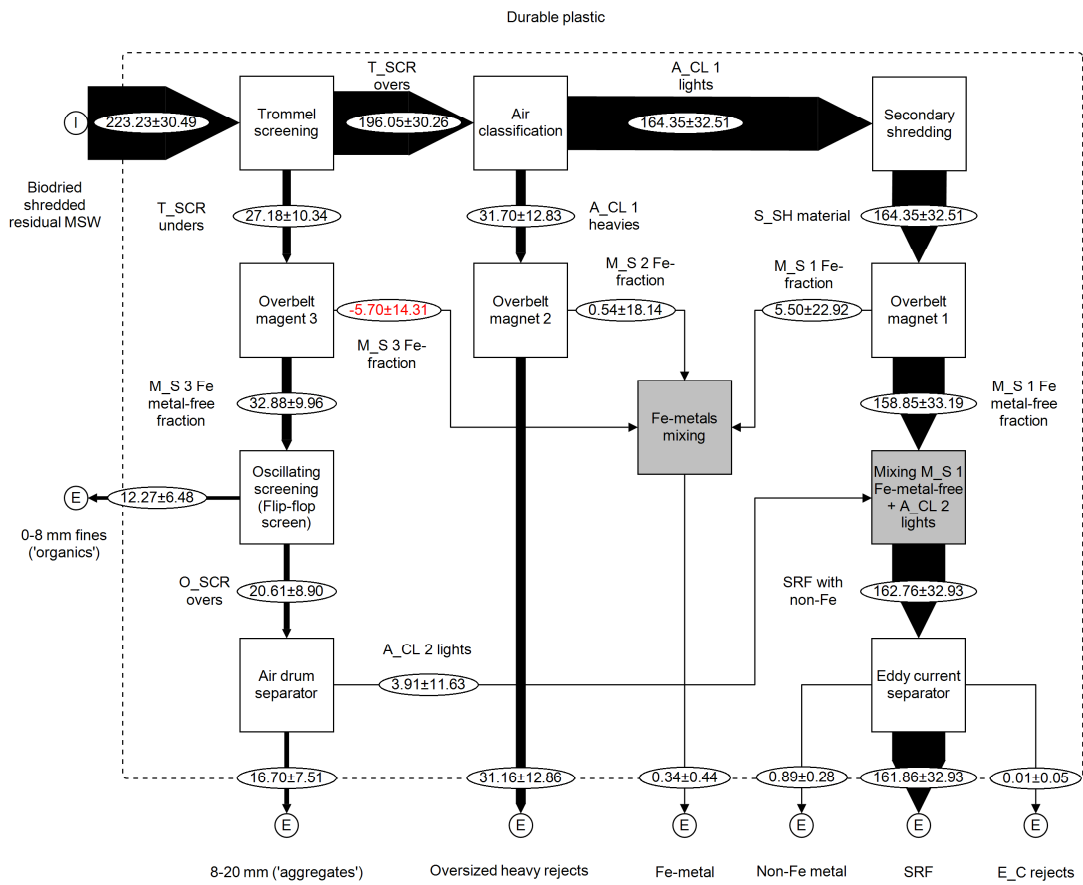 Durable plastic
T_SCR
overs
A_CL 1
lights
I
223.23±30.49
Trommel
screening
196.05±30.26
Air
classification
164.35±32.51
Secondary
shredding
Biodried
shredded
residual MSW
T_SCR
unders
27.18±10.34
31.70±12.83
A_CL 1
heavies
S_SH material
164.35±32.51
M_S 2 Fe-
fraction
M_S 1 Fe-
fraction
Overbelt
magent 3
-5.70±14.31
Overbelt
magnet 2
0.54±18.14
5.50±22.92
Overbelt
magnet 1
M_S 3 Fe-
fraction
M_S 3 Fe
metal-free
fraction
32.88±9.96
Fe-metals
mixing
158.85±33.19
M_S 1 Fe
metal-free
fraction
E
12.27±6.48
Oscillating
screening
(Flip-flop
screen)
Mixing M_S 1
Fe-metal-free
+ A_CL 2
lights
0-8 mm fines
('organics')
O_SCR
overs
20.61±8.90
SRF with
non-Fe
162.76±32.93
A_CL 2 lights
Air drum
separator
3.91±11.63
Eddy current
separator
16.70±7.51
31.16±12.86
0.34±0.44
0.89±0.28
161.86±32.93
0.01±0.05
E
E
E
E
E
E
8-20 mm ('aggregates')
Oversized heavy rejects
Fe-metal
Non-Fe metal
SRF
E_C rejects